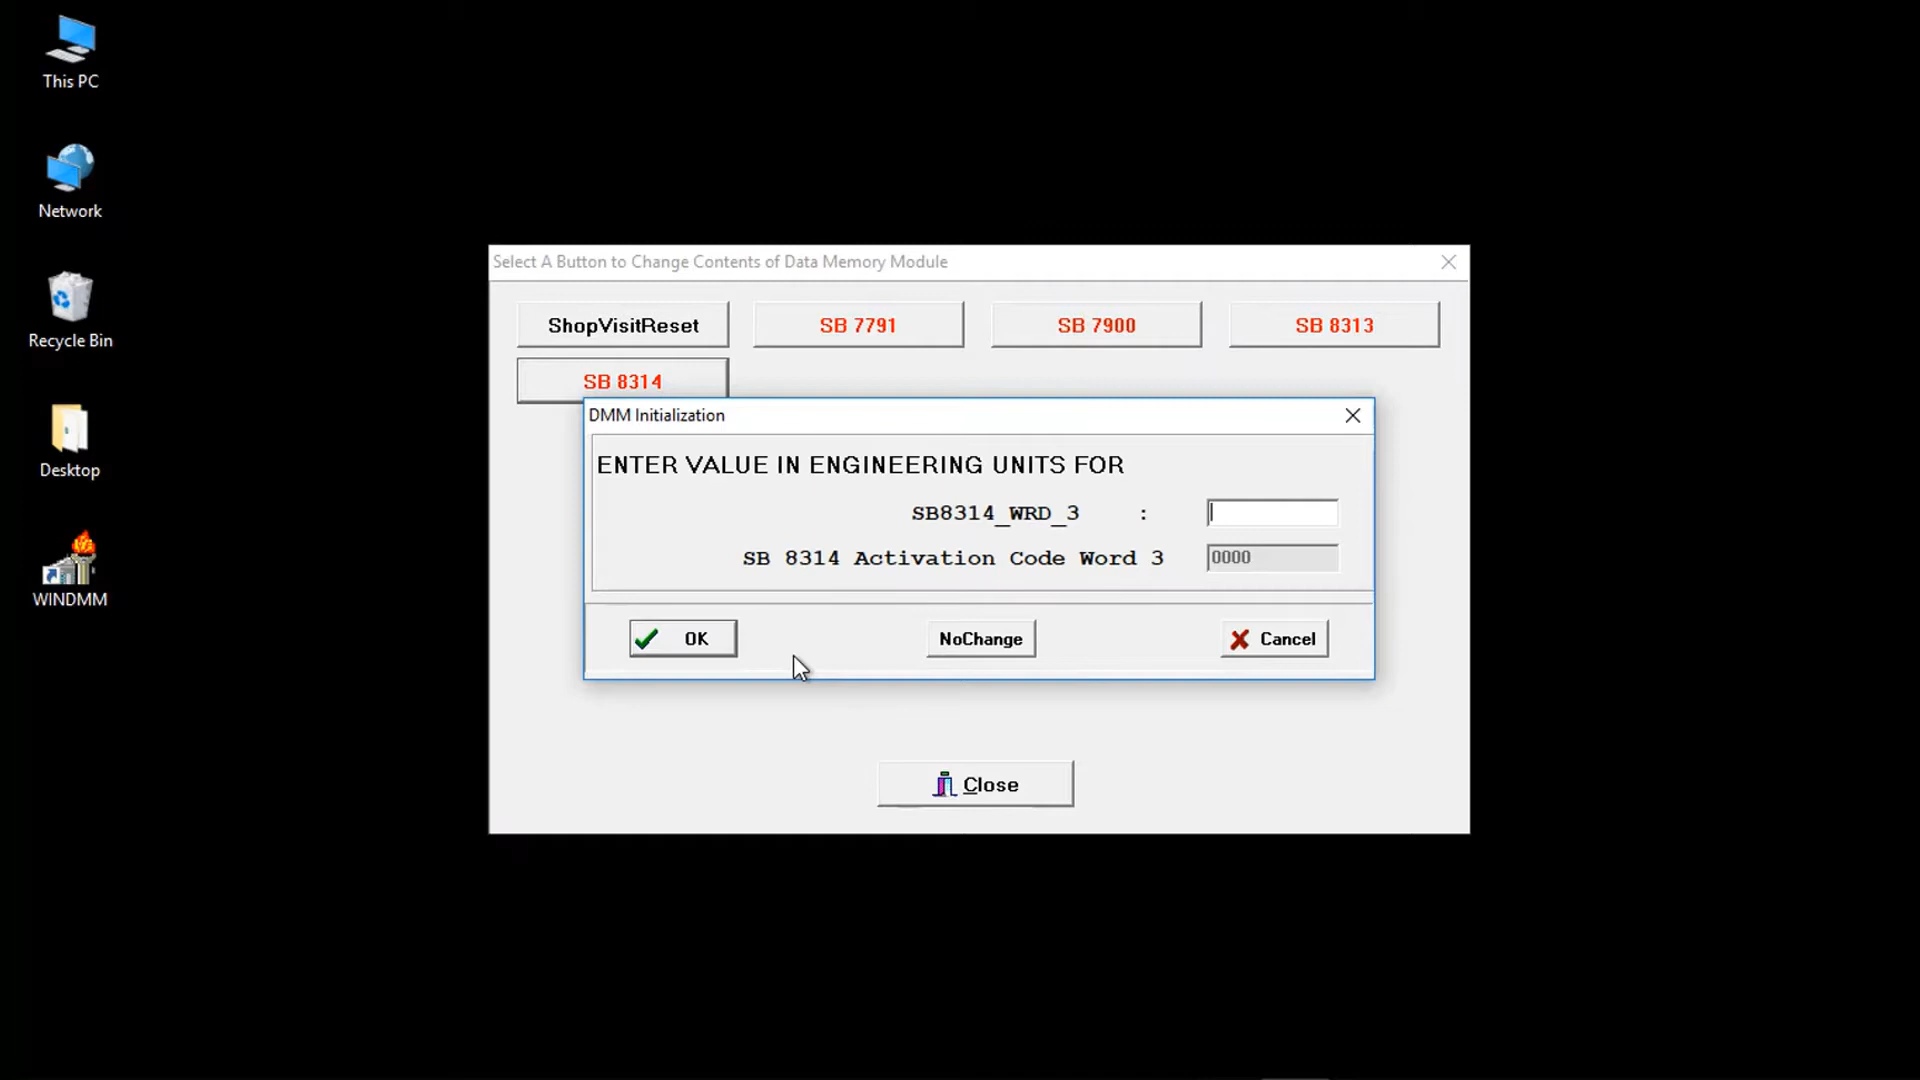 This PC
Network
Recycle Bin
Desktop
WINDMM
Select A Button to Change Contents of Data Memory Module
ShopVisitReset
SB 7791
SB 7900
SB 8313
SB 8314
DMM Initialization
ENTER VALUE IN ENGINEERING UNITS FOR
SB8314_WRD_3 :
SB 8314 Activation Code Word 3 0000
OK
NoChange
Cancel
Close